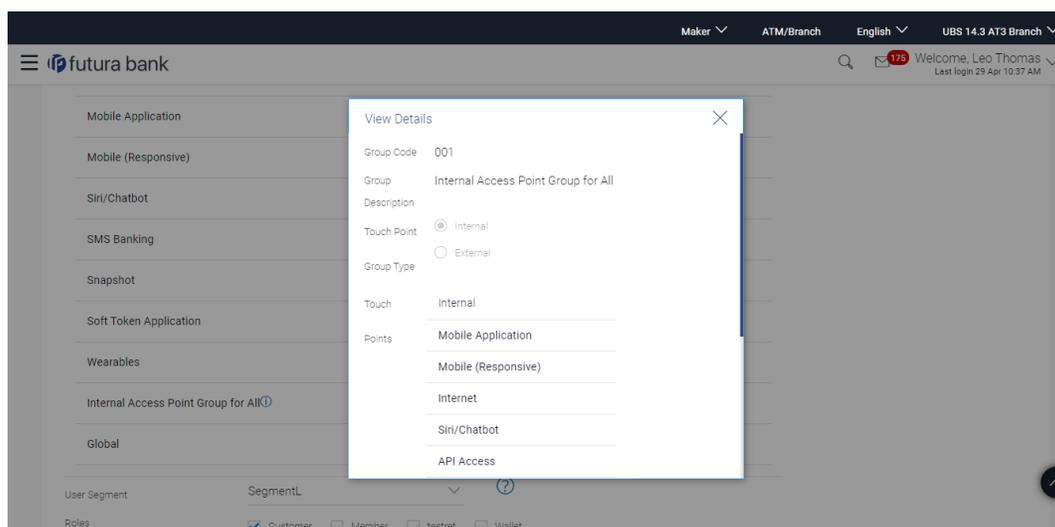 Maker ATM/Branch English UBS 14.3 AT3 Branch
futura bank 175 Welcome, Leo Thomas
Last login 29 Apr 10:37 AM
Mobile Application
Mobile (Responsive)
Siri/Chatbot
SMS Banking
Snapshot
Soft Token Application
Wearables
Internal Access Point Group for All
Global
View Details
Group Code 001
Group Internal Access Point Group for All
Description
Touch Point Internal
External
Group Type
Touch Internal
Points Mobile Application
Mobile (Responsive)
Internet
Siri/Chatbot
API Access
User Segment SegmentL
Roles Customer Member testret Wallet